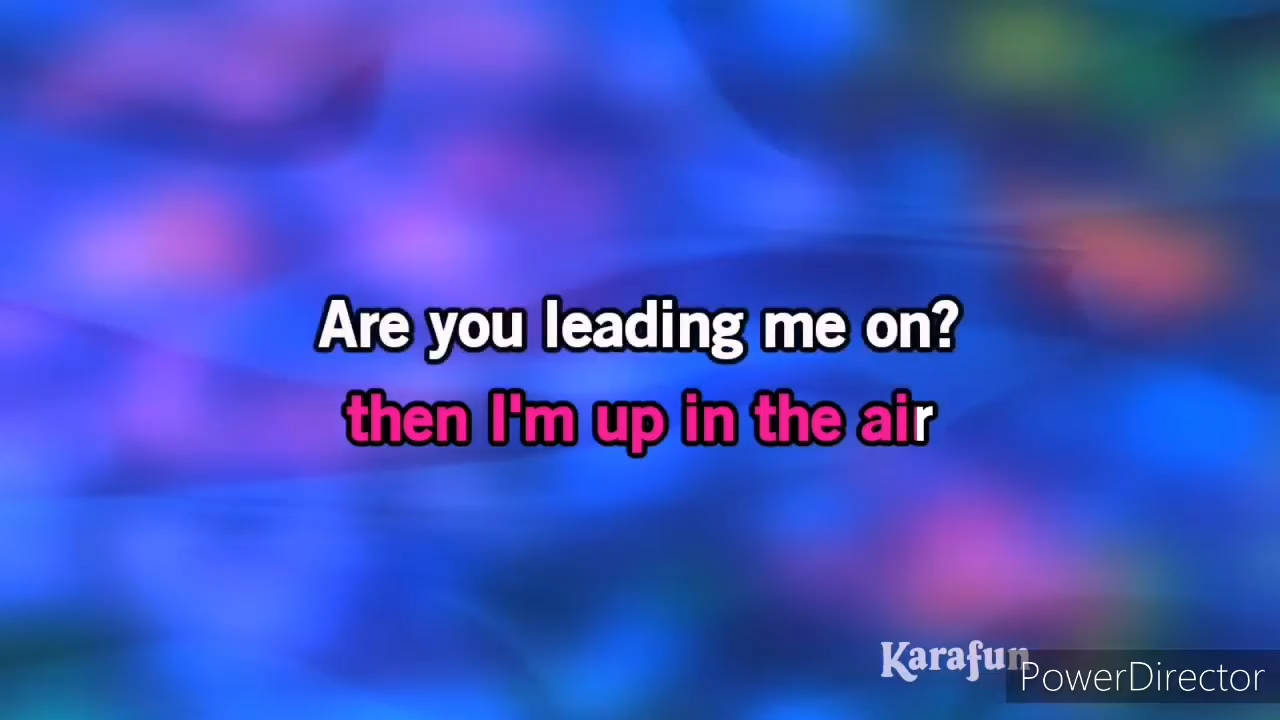 Are you leading me on?
then I'm up in the air
Karafun
PowerDirector